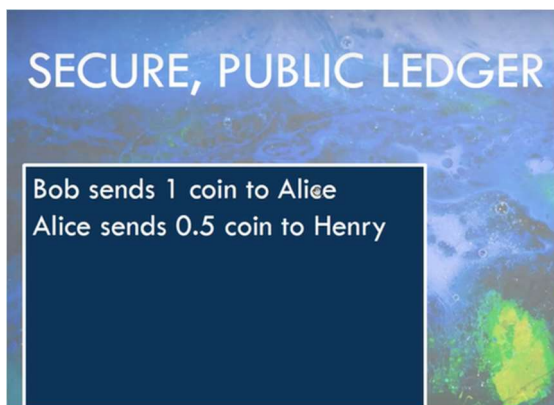 SECURE, PUBLIC LEDGER
Bob sends 1 coin to Alice
Alice sends 0.5 coin to Henry